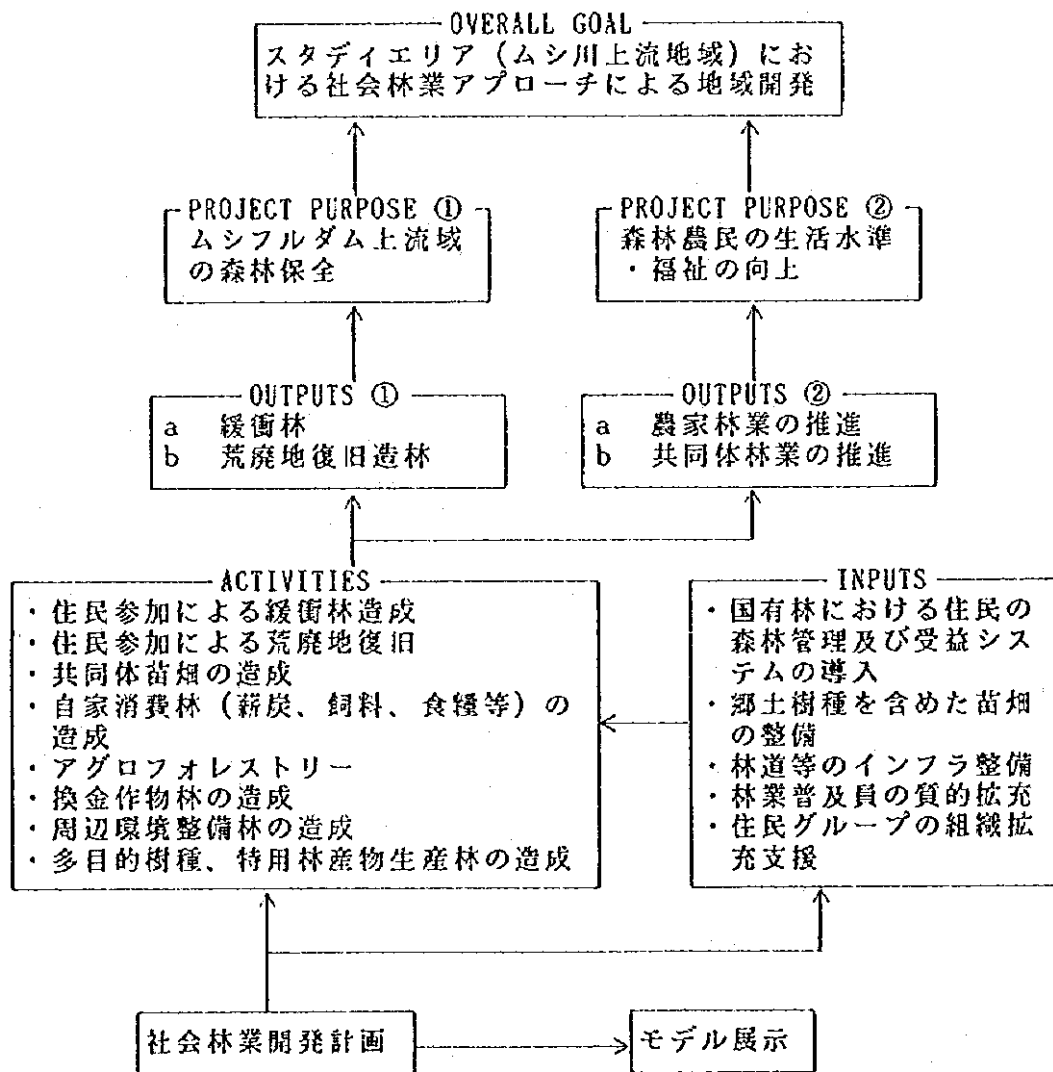 OVERALL GOAL
スタディエリア(ムシ川上流地域)にお
ける社会林業アプローチによる地域開発
PROJECT PURPOSE ①
ムシフルダム上流域
の森林保全
PROJECT PURPOSE ②
森林農民の生活水準
・福祉の向上
OUTPUTS ①
a 緩衝林
b 荒廃地復旧造林
OUTPUTS ②
a 農家林業の推進
b 共同体林業の推進
ACTIVITIES
・住民参加による緩衝林造成
・住民参加による荒廃地復旧
・共同体苗畑の造成
・自家消費林(薪炭、飼料、食糧等)の
造成
・アグロフォレストリー
・換金作物林の造成
・周辺環境整備林の造成
・多目的樹種、特用林産物生産林の造成
INPUTS
・国有林における住民の
森林管理及び受益シス
テムの導入
・郷土樹種を含めた苗畑
の整備
・林道等のインフラ整備
・林業普及員の質的拡充
・住民グループの組織拡
充支援
社会林業開発計画
モデル展示